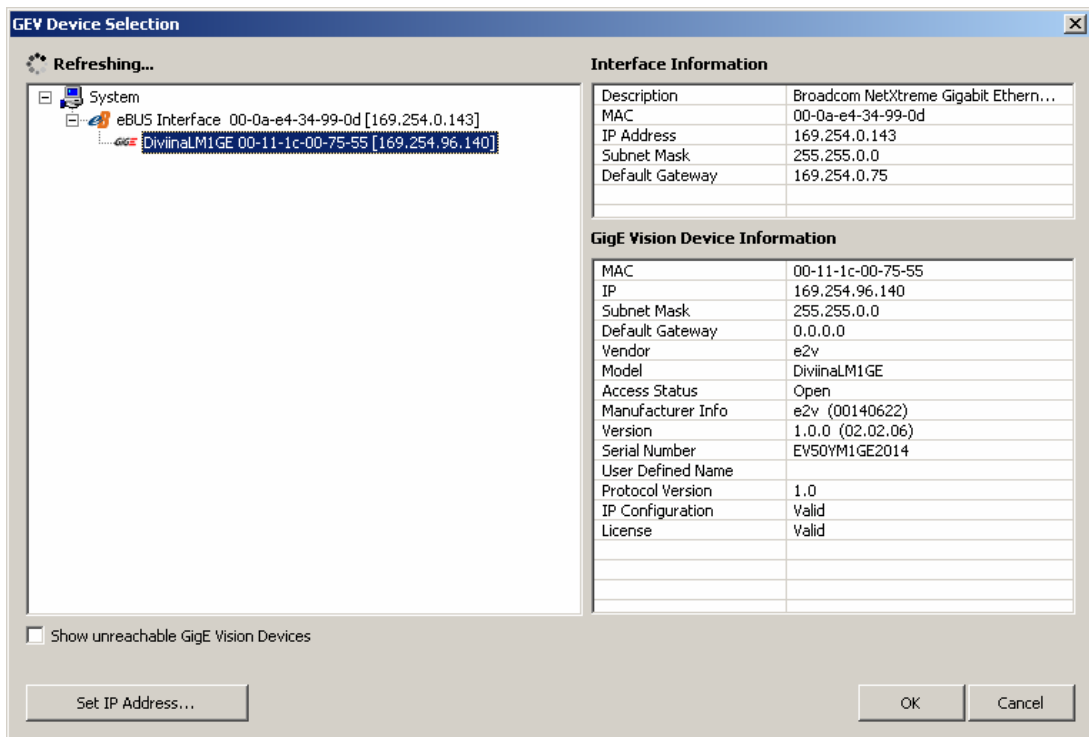 GEV Device Selection
Refreshing...
System
eBUS Interface 00-0a-e4-34-99-0d [169.254.0.143]
GIGE DiviinaLM1GE 00-11-1c-00-75-55 [169.254.96.140]
Interface Information
Description Broadcom NetXtreme Gigabit Ethern...
MAC 00-0a-e4-34-99-0d
IP Address 169.254.0.143
Subnet Mask 255.255.0.0
Default Gateway 169.254.0.75
GigE Vision Device Information
MAC 00-11-1c-00-75-55
IP 169.254.96.140
Subnet Mask 255.255.0.0
Default Gateway 0.0.0.0
Vendor e2v
Model DiviinaLM1GE
Access Status Open
Manufacturer Info e2v (00140622)
Version 1.0.0 (02.02.06)
Serial Number EV50YM1GE2014
User Defined Name
Protocol Version 1.0
IP Configuration Valid
License Valid
Show unreachable GigE Vision Devices
Set IP Address...
OK
Cancel